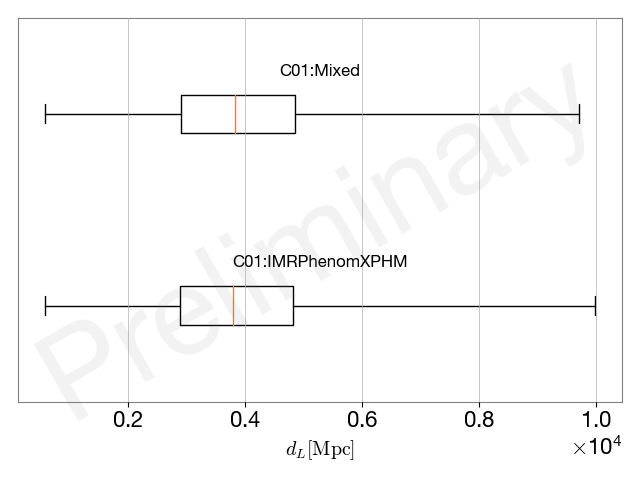 C01:Mixed
Preliminary
C01:IMRPhenomXPHM
0.2 0.4 0.6 0.8 1.0
×10⁴
d_L[Mpc]